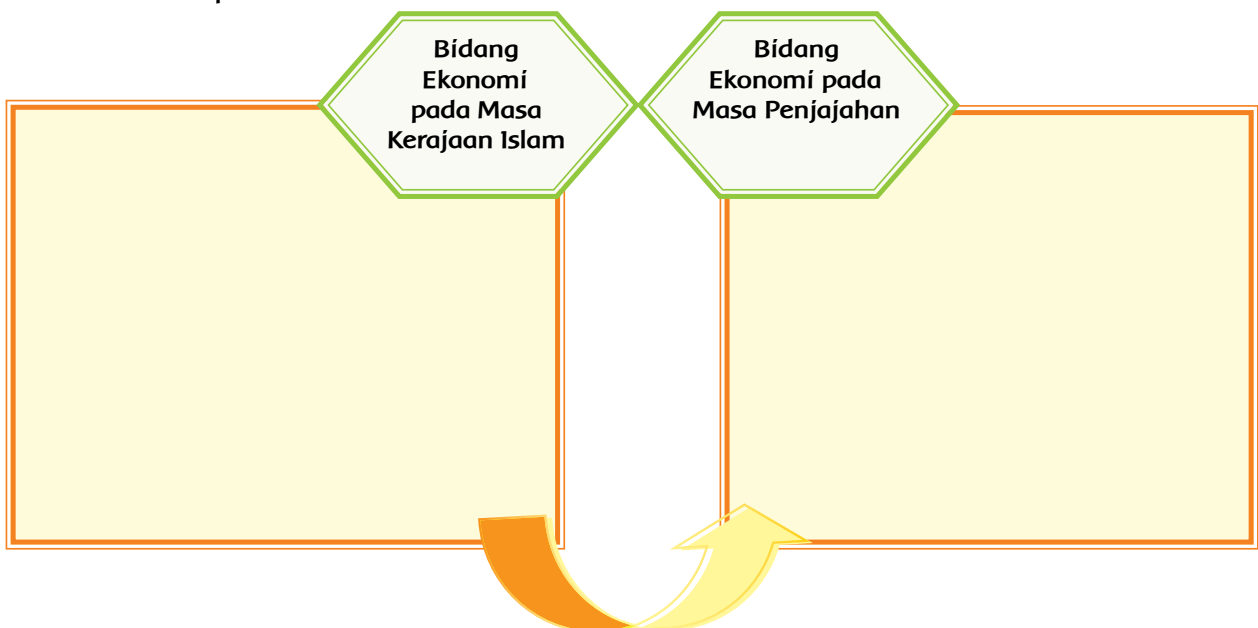 Bidang
Ekonomi
pada Masa
Kerajaan Islam
Bidang
Ekonomi pada
Masa Penjajahan